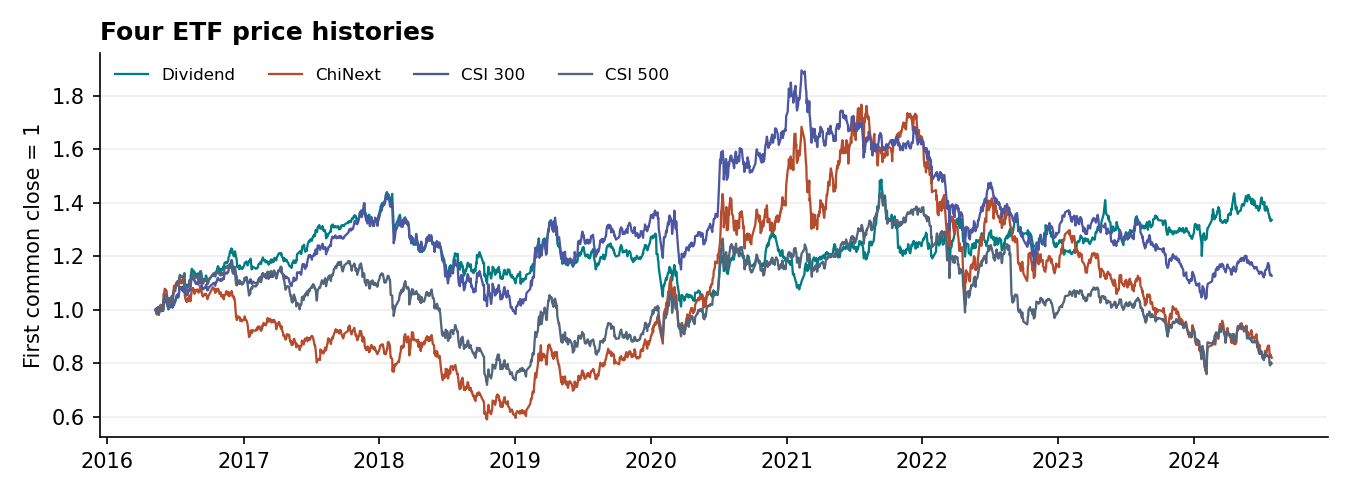 Four ETF price histories
Dividend ChiNext CSI 300 CSI 500
First common close = 1
1.8
1.6
1.4
1.2
1.0
0.8
0.6
2016 2017 2018 2019 2020 2021 2022 2023 2024